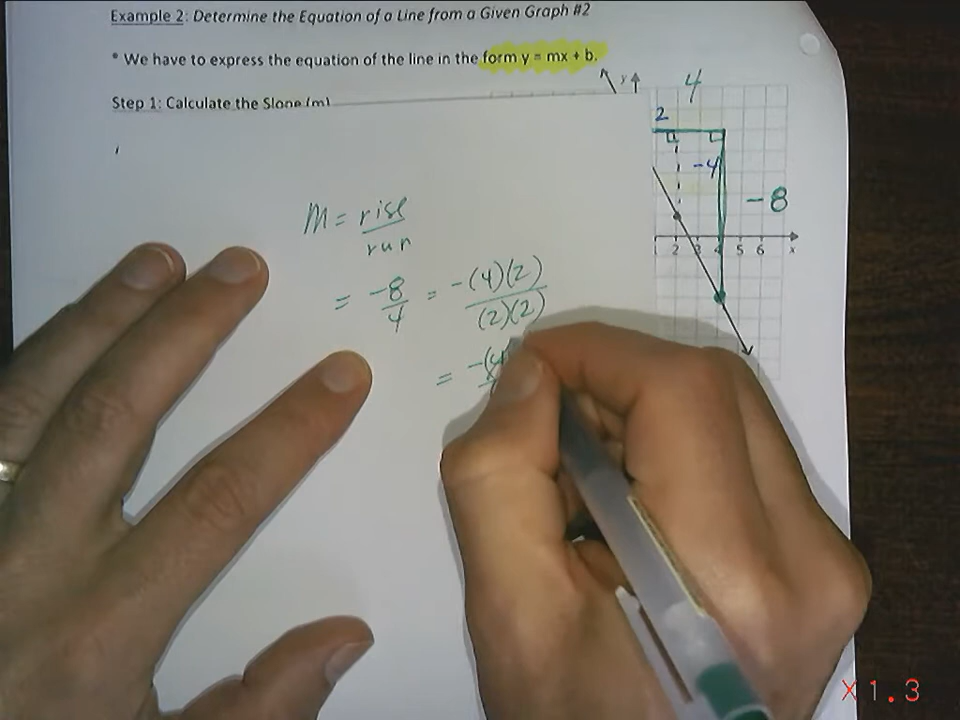 Example 2: Determine the Equation of a Line from a Given Graph #2
* We have to express the equation of the line in the form y = mx + b.
Step 1: Calculate the Slope (m)
y
4
2
-4
-8
1 2 3 4 5 6 x
M = rise
run
= -8 = -(4)(2)
4 (2)(2)
= -(4
X1.3